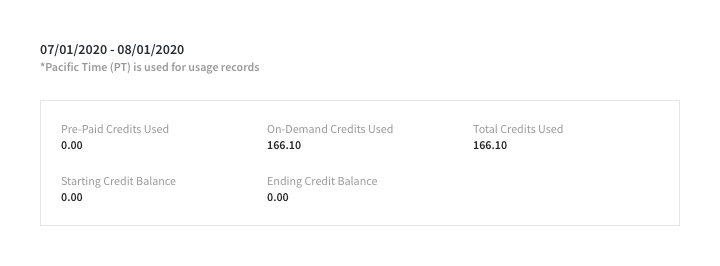 07/01/2020 - 08/01/2020
*Pacific Time (PT) is used for usage records
Pre-Paid Credits Used
0.00
On-Demand Credits Used
166.10
Total Credits Used
166.10
Starting Credit Balance
0.00
Ending Credit Balance
0.00